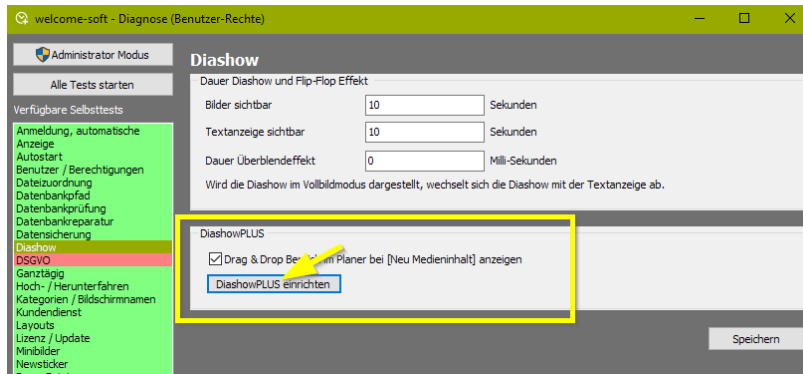 welcome-soft - Diagnose (Benutzer-Rechte)
Administrator Modus
Alle Tests starten
Verfügbare Selbsttests
Anmeldung, automatische
Anzeige
Autostart
Benutzer / Berechtigungen
Dateizuordnung
Datenbankpfad
Datenbankprüfung
Datenbankreparatur
Datensicherung
Diashow
DSGVO
Ganztägig
Hoch- / Herunterfahren
Kategorien / Bildschirmnamen
Kundendienst
Layouts
Lizenz / Update
Minibilder
Newsticker
Diashow
Dauer Diashow und Flip-Flop Effekt
Bilder sichtbar 10 Sekunden
Textanzeige sichtbar 10 Sekunden
Dauer Überblendeffekt 0 Milli-Sekunden
Wird die Diashow im Vollbildmodus dargestellt, wechselt sich die Diashow mit der Textanzeige ab.
DiashowPLUS
Drag & Drop im Planer bei [Neu Medieninhalt] anzeigen
DiashowPLUS einrichten
Speichern